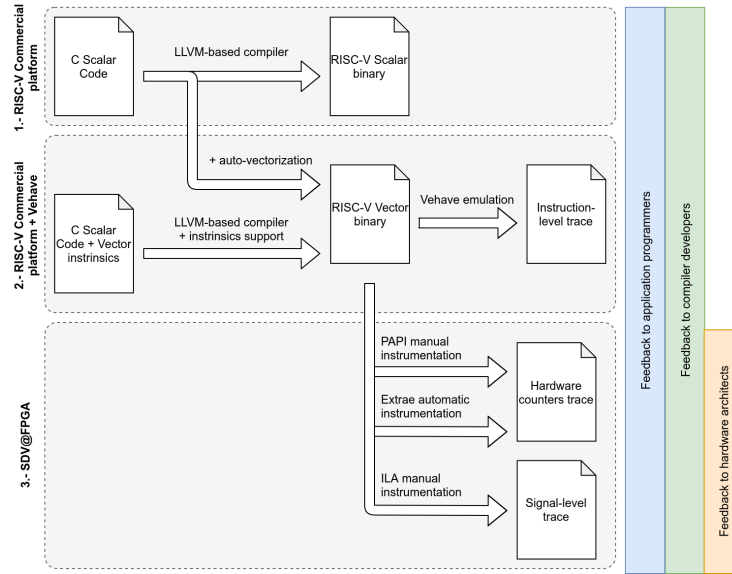 1.- RISC-V Commercial
platform
C Scalar
Code
LLVM-based compiler
RISC-V Scalar
binary
2.- RISC-V Commercial
platform + Vehave
+ auto-vectorization
C Scalar
Code + Vector
instrinsics
LLVM-based compiler
+ instrinsics support
RISC-V Vector
binary
Vehave emulation
Instruction-
level trace
3.- SDV@FPGA
PAPI manual
instrumentation
Extrae automatic
instrumentation
Hardware
counters trace
ILA manual
instrumentation
Signal-level
trace
Feedback to application programmers
Feedback to compiler developers
Feedback to hardware architects